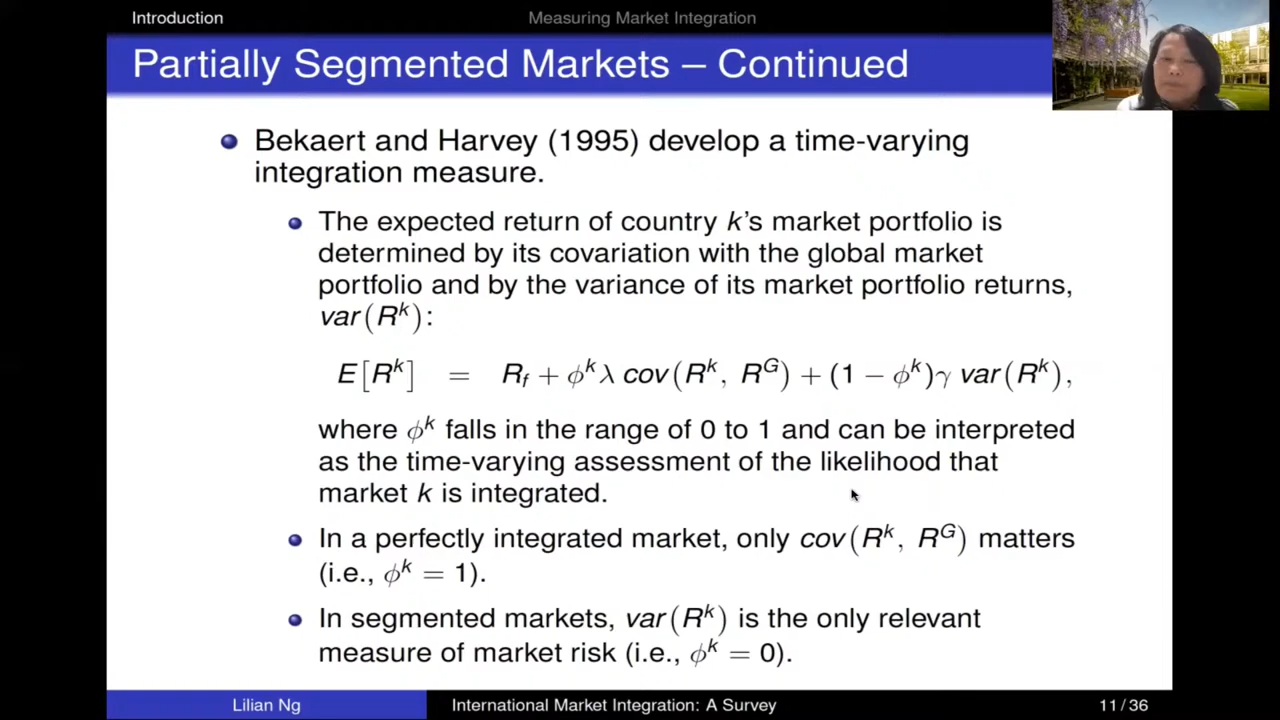 Introduction
Measuring Market Integration
Partially Segmented Markets – Continued
Bekaert and Harvey (1995) develop a time-varying
integration measure.
The expected return of country k's market portfolio is
determined by its covariation with the global market
portfolio and by the variance of its market portfolio returns,
var(R^k):
E[R^k] = R_f + ϕ^k λ cov(R^k, R^G) + (1 − ϕ^k)γ var(R^k),
where ϕ^k falls in the range of 0 to 1 and can be interpreted
as the time-varying assessment of the likelihood that
market k is integrated.
In a perfectly integrated market, only cov(R^k, R^G) matters
(i.e., ϕ^k = 1).
In segmented markets, var(R^k) is the only relevant
measure of market risk (i.e., ϕ^k = 0).
Lilian Ng
International Market Integration: A Survey
11 / 36